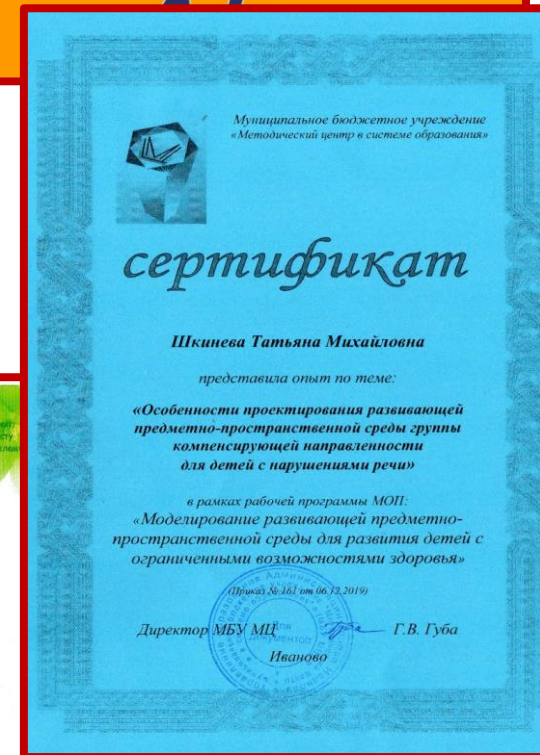 Муниципальное бюджетное учреждение
«Методический центр в системе образования»
сертификат
Шкинева Татьяна Михайловна
представила опыт по теме:
«Особенности проектирования развивающей
предметно-пространственной среды группы
компенсирующей направленности
для детей с нарушениями речи»
в рамках рабочей программы МОП:
«Моделирование развивающей предметно-
пространственной среды для развития детей с
ограниченными возможностями здоровья»
(Приказ № 161 от 06.12.2019)
Директор МБУ МЦ Г.В. Губа
Для
документов
Иваново